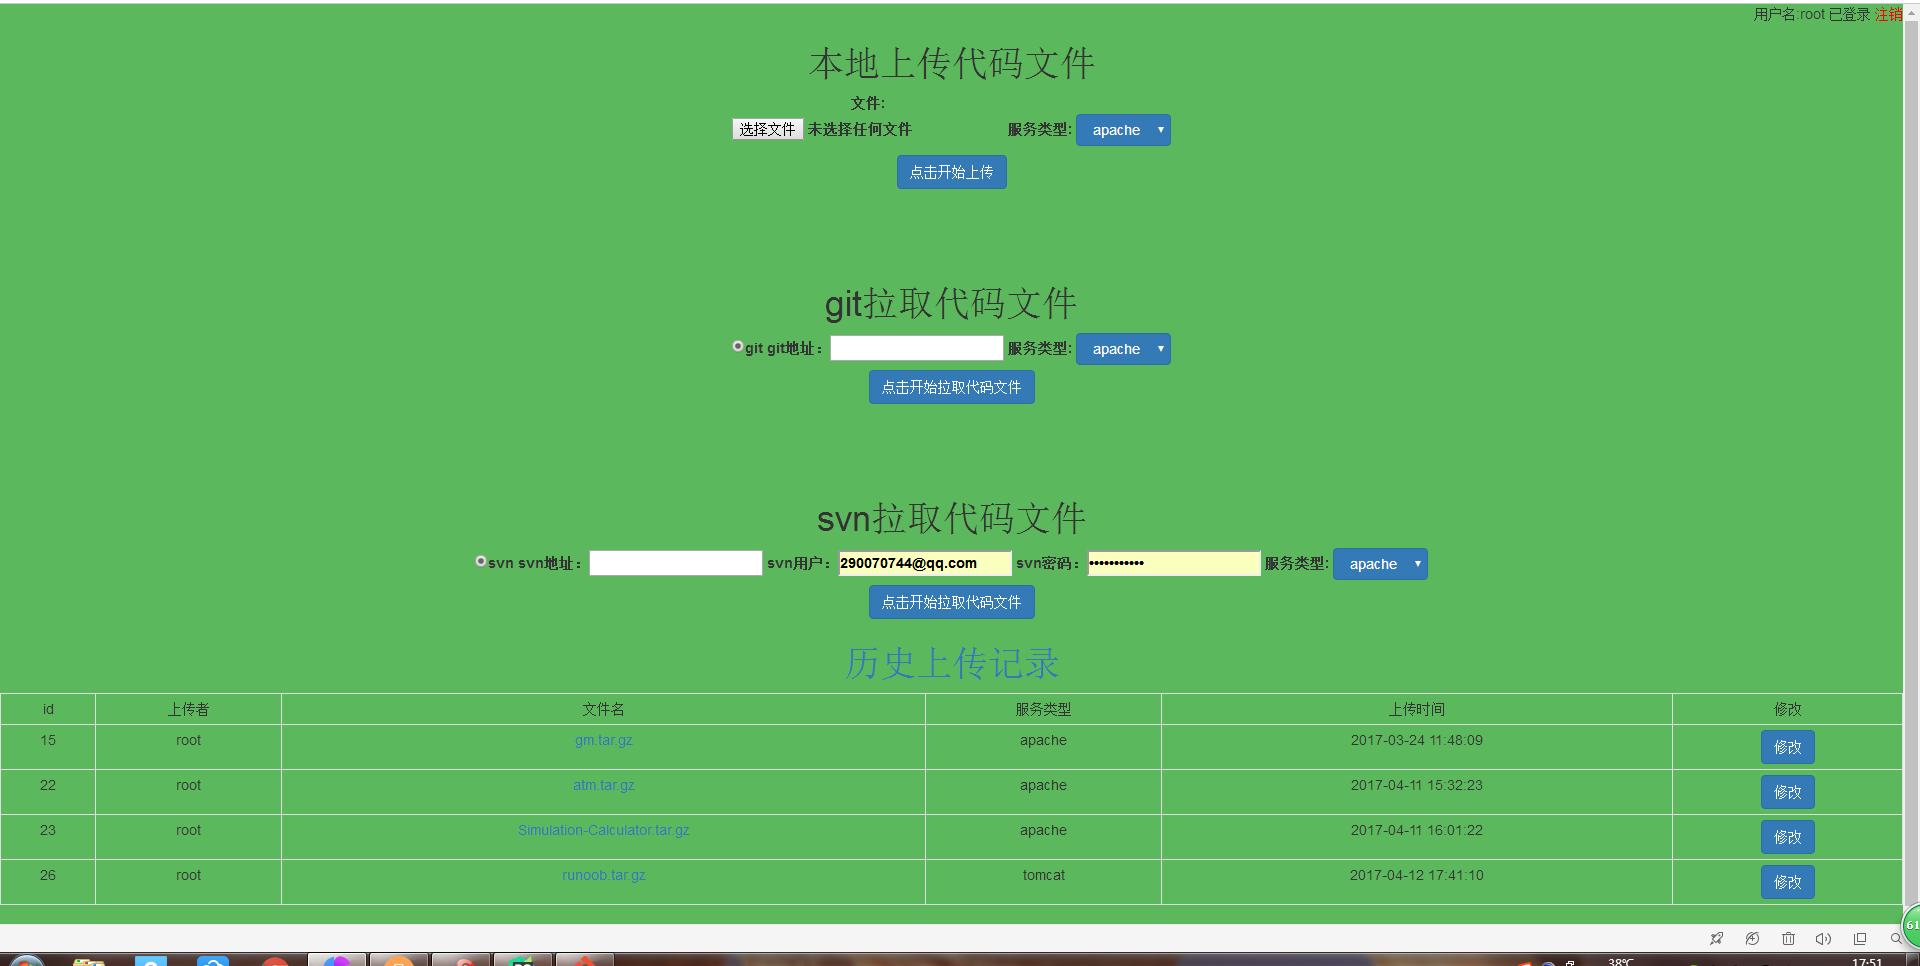 用户名:root 已登录 注销
本地上传代码文件
文件:
选择文件 未选择任何文件 服务类型: apache
点击开始上传
git拉取代码文件
git git地址： 服务类型: apache
点击开始拉取代码文件
svn拉取代码文件
svn svn地址： svn用户： 290070744@qq.com svn密码： ••••••••••• 服务类型: apache
点击开始拉取代码文件
历史上传记录
id 上传者 文件名 服务类型 上传时间 修改
15 root gm.tar.gz apache 2017-03-24 11:48:09 修改
22 root atm.tar.gz apache 2017-04-11 15:32:23 修改
23 root Simulation-Calculator.tar.gz apache 2017-04-11 16:01:22 修改
26 root runoob.tar.gz tomcat 2017-04-12 17:41:10 修改
61
38℃ 17:51